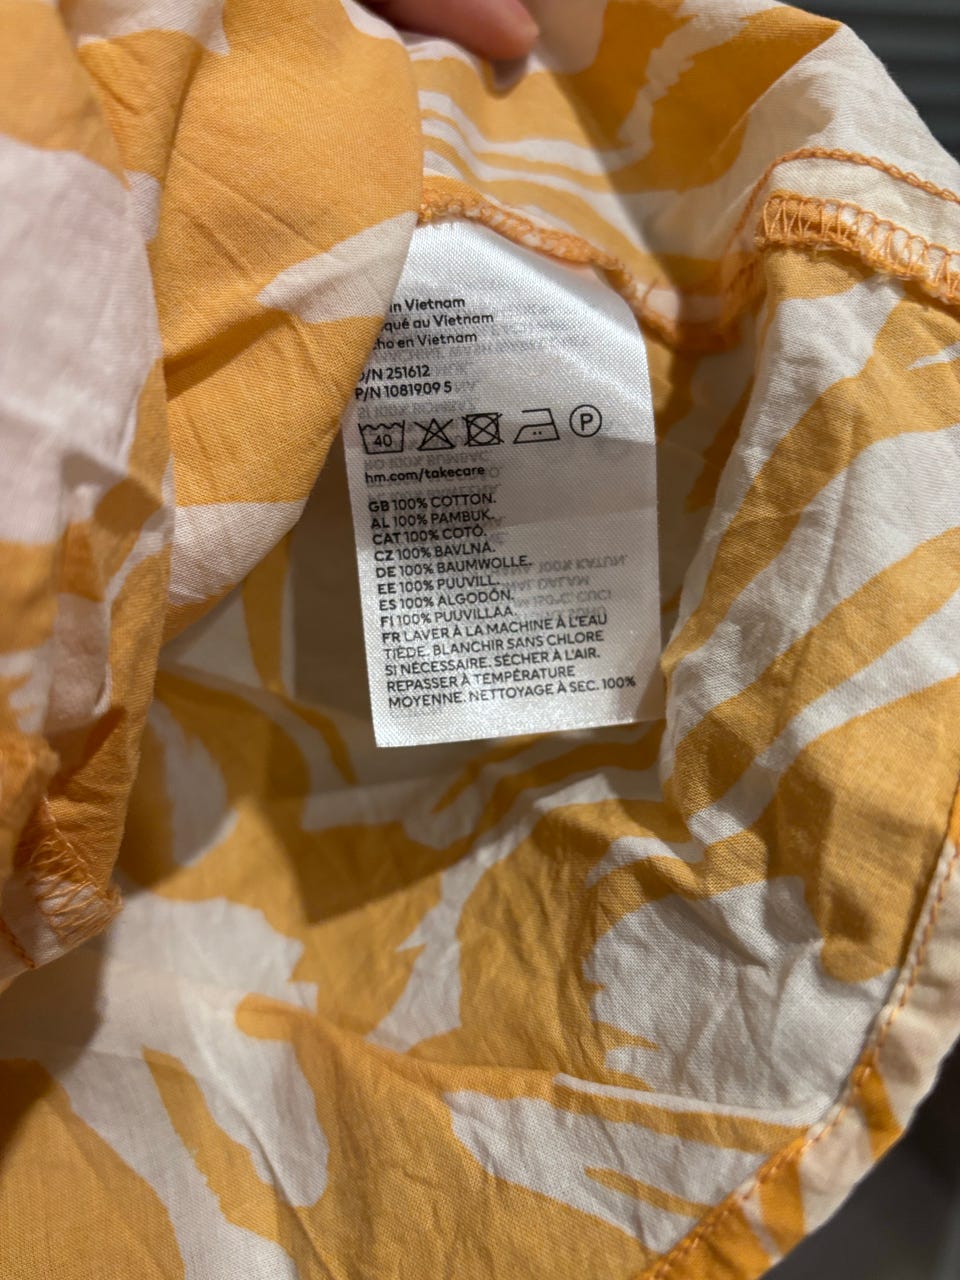 in Vietnam
qué au Vietnam
cho en Vietnam
O/N 251612
P/N 1081909 S
40 P
hm.com/takecare
GB 100% COTTON.
AL 100% PAMBUK.
CAT 100% COTÓ.
CZ 100% BAVLNA.
DE 100% BAUMWOLLE.
EE 100% PUUVILL.
ES 100% ALGODÓN.
FI 100% PUUVILLAA.
FR LAVER À LA MACHINE À L'EAU
TIÈDE. BLANCHIR SANS CHLORE
SI NÉCESSAIRE. SÉCHER À L'AIR.
REPASSER À TEMPÉRATURE
MOYENNE. NETTOYAGE À SEC. 100%